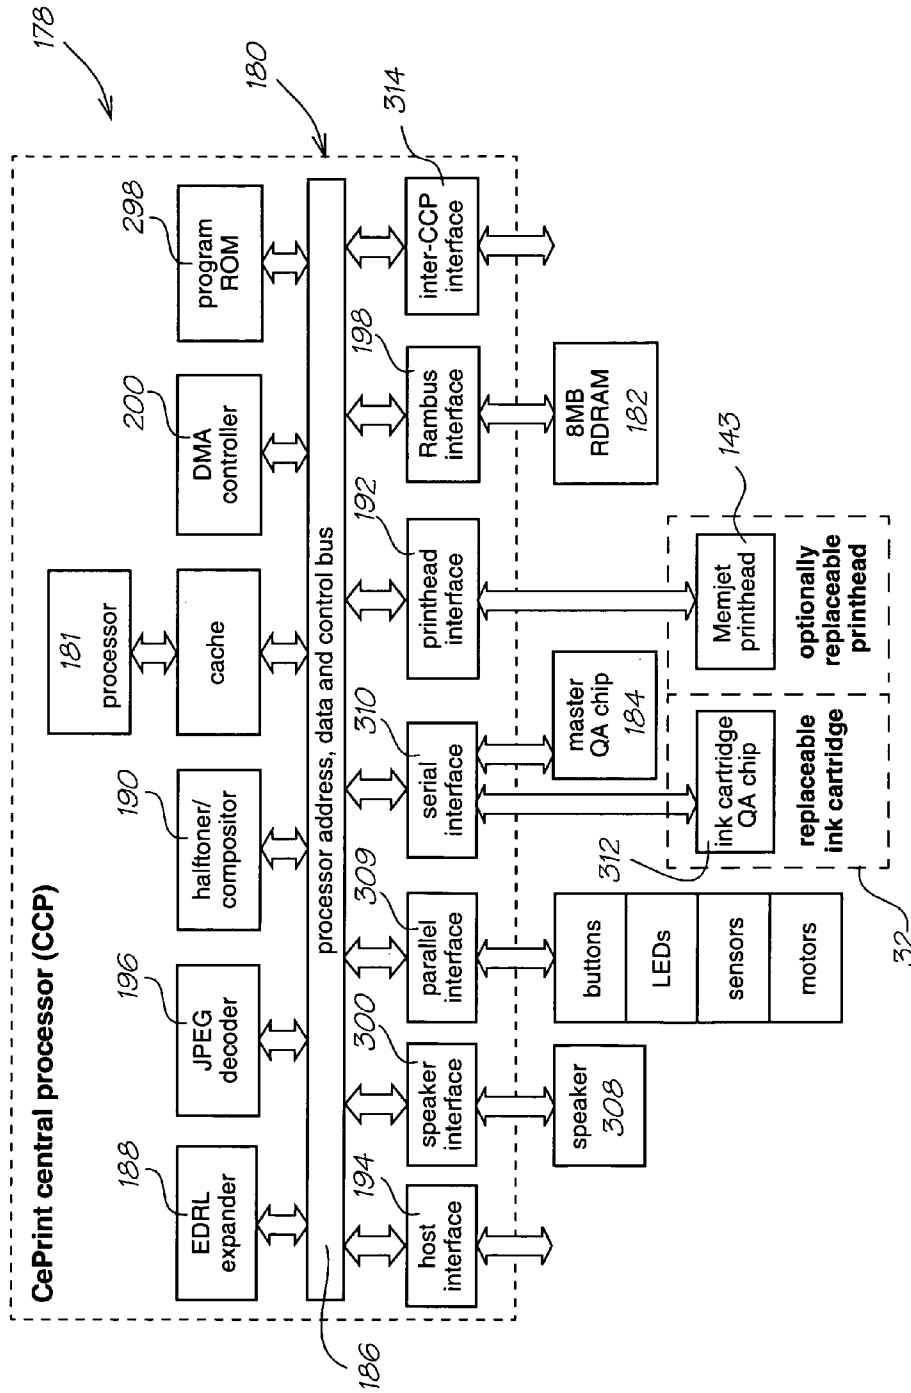 178
CePrint central processor (CCP)
180
181
processor
188
EDRL
expander
196
JPEG
decoder
190
halftoner/
compositor
cache
200
DMA
controller
298
program
ROM
186
processor address, data and control bus
194
host
interface
300
speaker
interface
309
parallel
interface
310
serial
interface
192
printhead
interface
198
Rambus
interface
314
inter-CCP
interface
speaker
308
buttons
LEDs
sensors
motors
master
QA chip
184
8MB
RDRAM
182
312
ink cartridge
QA chip
replaceable
ink cartridge
143
Memjet
printhead
optionally
replaceable
printhead
32